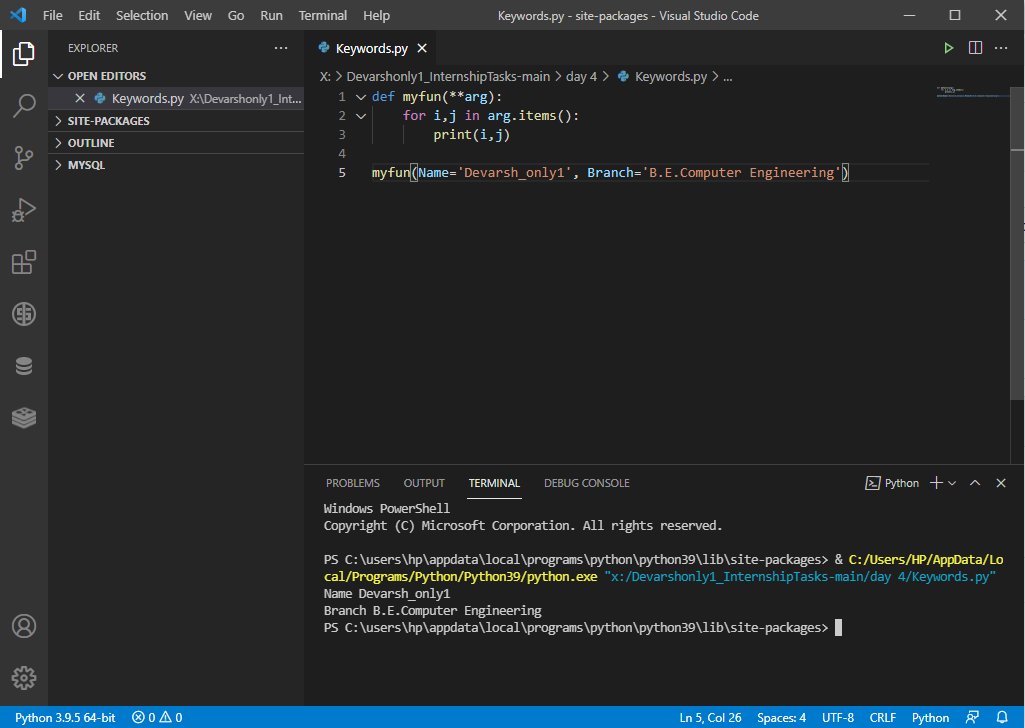 File Edit Selection View Go Run Terminal Help Keywords.py - site-packages - Visual Studio Code
EXPLORER
OPEN EDITORS
Keywords.py X:\Devarshonly1_Int...
SITE-PACKAGES
OUTLINE
MYSQL
Keywords.py
X: > Devarshonly1_InternshipTasks-main > day 4 > Keywords.py > ...
1 def myfun(**arg):
2 for i,j in arg.items():
3 print(i,j)
4
5 myfun(Name='Devarsh_only1', Branch='B.E.Computer Engineering')
PROBLEMS OUTPUT TERMINAL DEBUG CONSOLE Python
Windows PowerShell
Copyright (C) Microsoft Corporation. All rights reserved.
PS C:\users\hp\appdata\local\programs\python\python39\lib\site-packages> & C:/Users/HP/AppData/Lo
cal/Programs/Python/Python39/python.exe "x:/Devarshonly1_InternshipTasks-main/day 4/Keywords.py"
Name Devarsh_only1
Branch B.E.Computer Engineering
PS C:\users\hp\appdata\local\programs\python\python39\lib\site-packages>
Python 3.9.5 64-bit 0 0 Ln 5, Col 26 Spaces: 4 UTF-8 CRLF Python